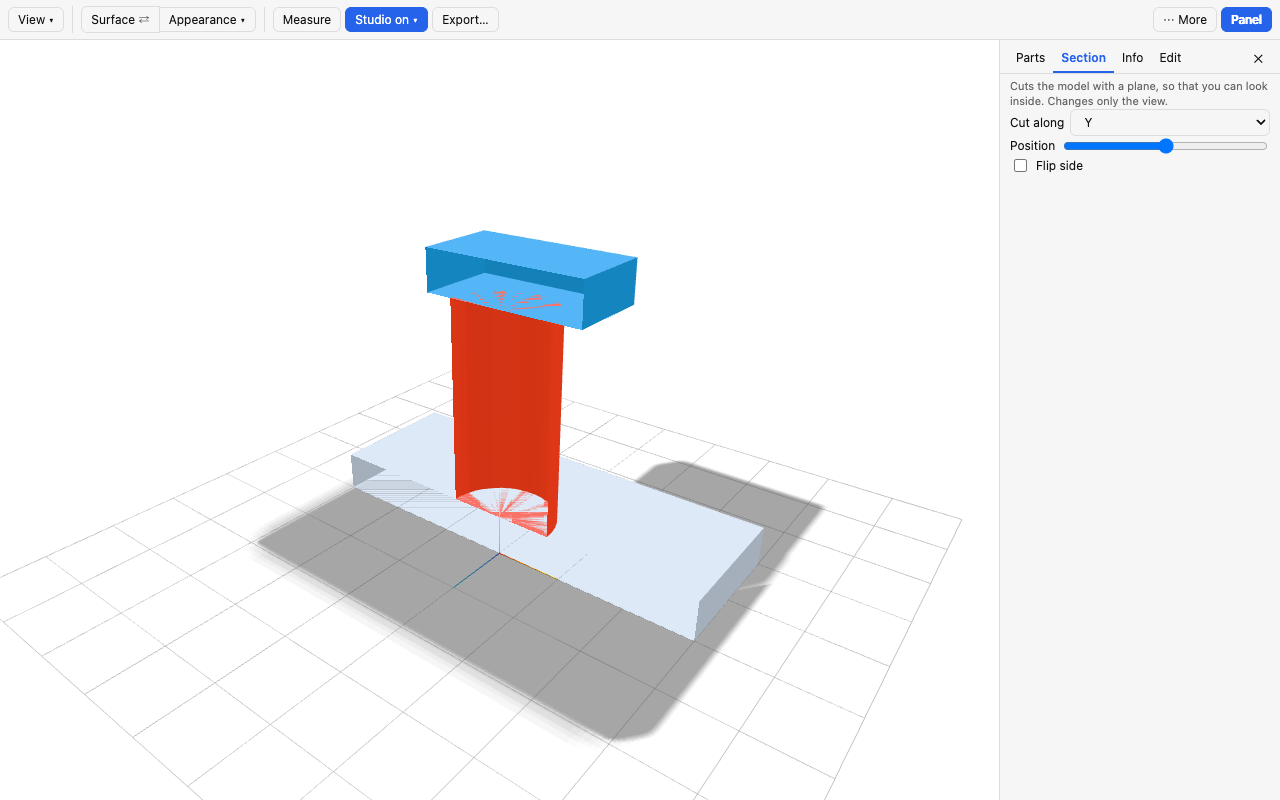 View ▾
Surface ⇄ Appearance ▾
Measure
Studio on ▾
Export...
··· More
Panel
Parts Section Info Edit ×
Cuts the model with a plane, so that you can look
inside. Changes only the view.
Cut along Y
Position
Flip side